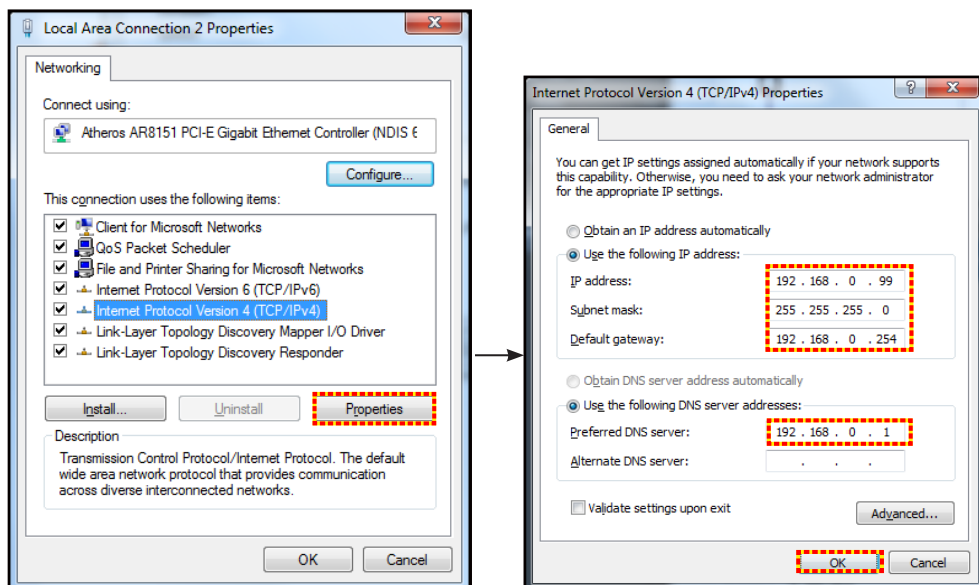 Local Area Connection 2 Properties
Networking
Connect using:
Atheros AR8151 PCI-E Gigabit Ethernet Controller (NDIS 6
Configure...
This connection uses the following items:
Client for Microsoft Networks
QoS Packet Scheduler
File and Printer Sharing for Microsoft Networks
Internet Protocol Version 6 (TCP/IPv6)
Internet Protocol Version 4 (TCP/IPv4)
Link-Layer Topology Discovery Mapper I/O Driver
Link-Layer Topology Discovery Responder
Install...
Uninstall
Properties
Description
Transmission Control Protocol/Internet Protocol. The default
wide area network protocol that provides communication
across diverse interconnected networks.
OK
Cancel
Internet Protocol Version 4 (TCP/IPv4) Properties
General
You can get IP settings assigned automatically if your network supports
this capability. Otherwise, you need to ask your network administrator
for the appropriate IP settings.
Obtain an IP address automatically
Use the following IP address:
IP address: 192 . 168 . 0 . 99
Subnet mask: 255 . 255 . 255 . 0
Default gateway: 192 . 168 . 0 . 254
Obtain DNS server address automatically
Use the following DNS server addresses:
Preferred DNS server: 192 . 168 . 0 . 1
Alternate DNS server: . . .
Validate settings upon exit
Advanced...
OK
Cancel